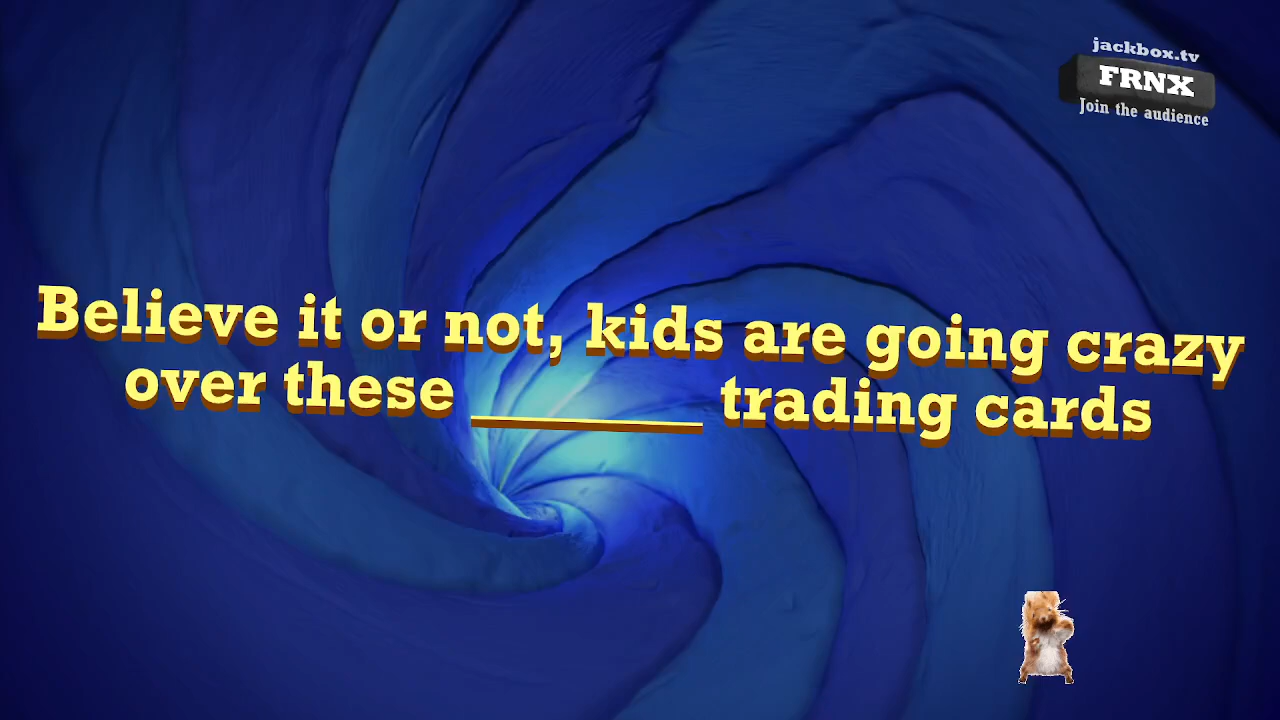 jackbox.tv
FRNX
Join the audience
Believe it or not, kids are going crazy
over these ________ trading cards